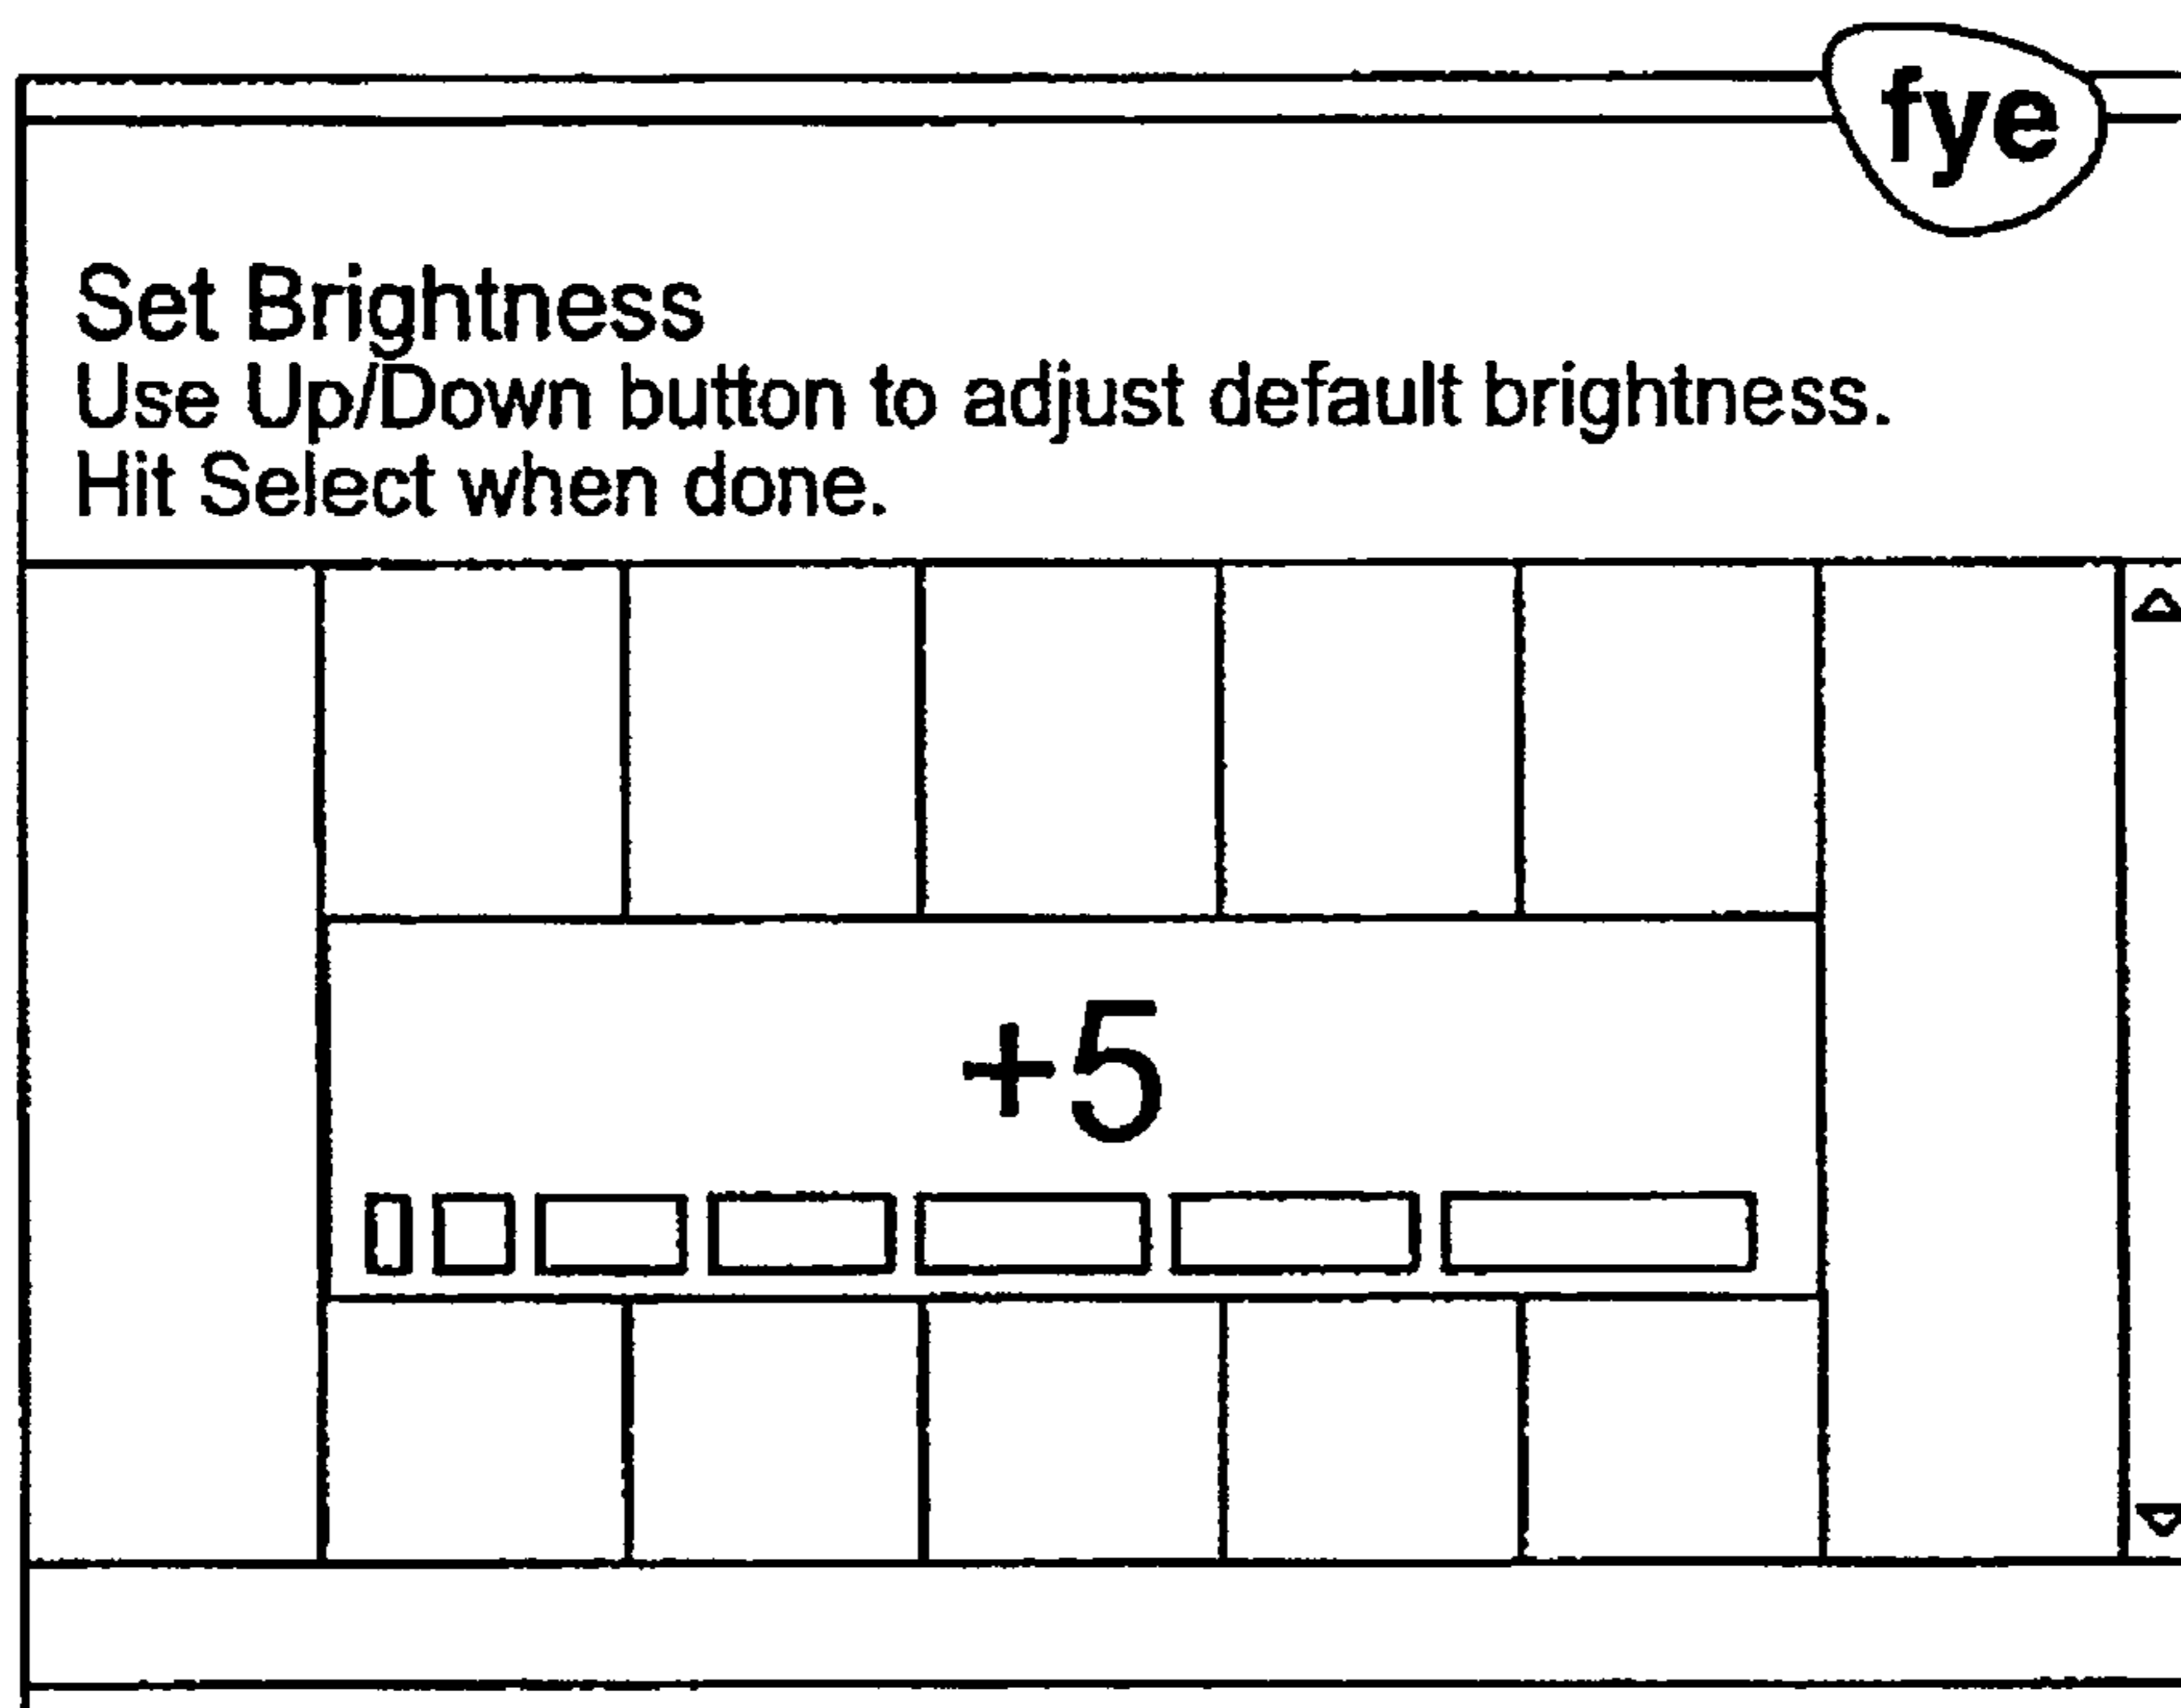 fye
Set Brightness
Use Up/Down button to adjust default brightness.
Hit Select when done.
+5